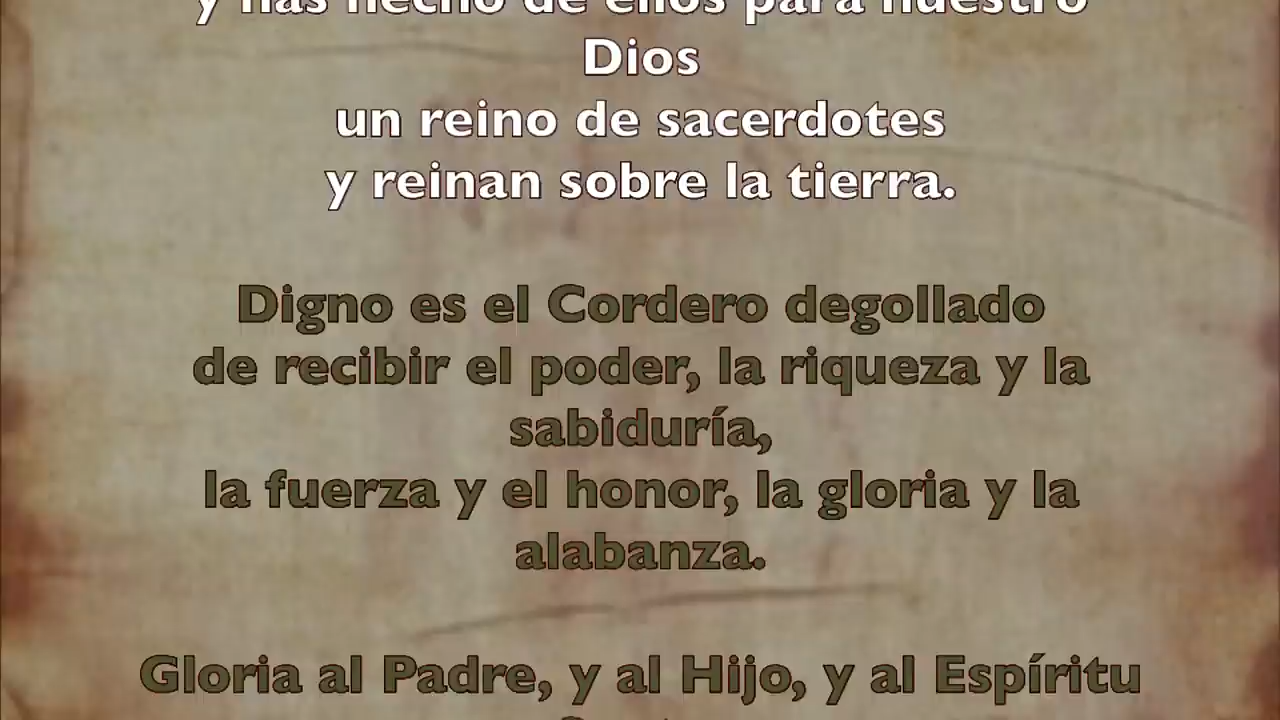 y has hecho de ellos para nuestro
Dios
un reino de sacerdotes
y reinan sobre la tierra.
Digno es el Cordero degollado
de recibir el poder, la riqueza y la
sabiduría,
la fuerza y el honor, la gloria y la
alabanza.
Gloria al Padre, y al Hijo, y al Espíritu